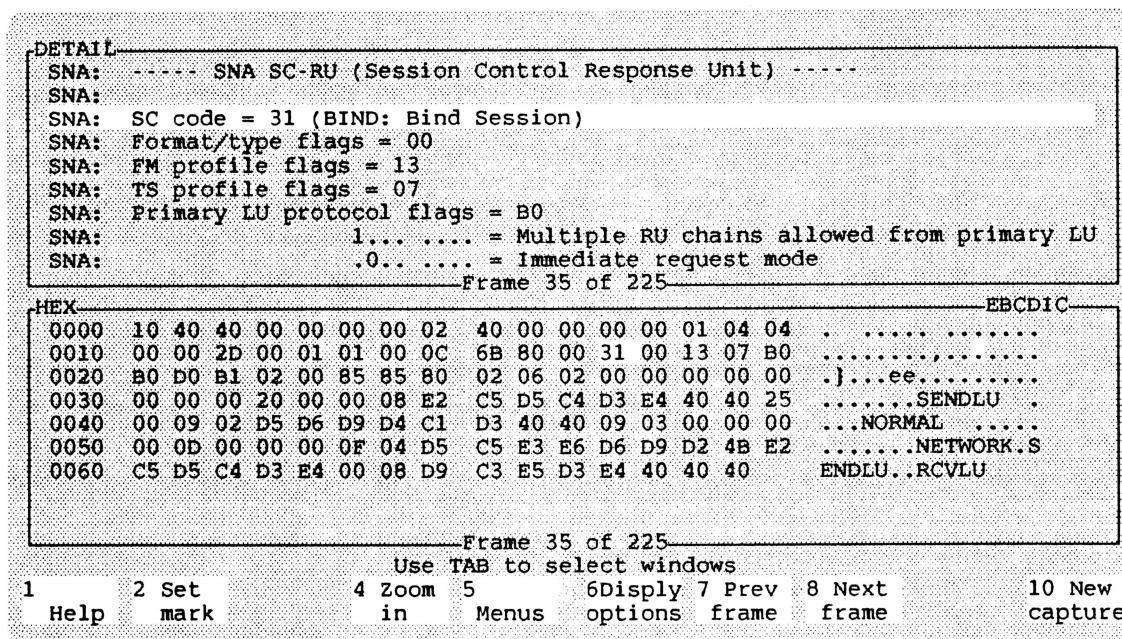 DETAIL
SNA: ----- SNA SC-RU (Session Control Response Unit) -----
SNA:
SNA: SC code = 31 (BIND: Bind Session)
SNA: Format/type flags = 00
SNA: FM profile flags = 13
SNA: TS profile flags = 07
SNA: Primary LU protocol flags = B0
SNA: 1... .... = Multiple RU chains allowed from primary LU
SNA: .0.. .... = Immediate request mode
Frame 35 of 225
HEX EBCDIC
0000 10 40 40 00 00 00 00 02 40 00 00 00 00 01 04 04 . ..... .......
0010 00 00 2D 00 01 01 00 0C 6B 80 00 31 00 13 07 B0 ........,.......
0020 B0 D0 B1 02 00 85 85 80 02 06 02 00 00 00 00 00 .}...ee.........
0030 00 00 00 20 00 00 08 E2 C5 D5 C4 D3 E4 40 40 25 .......SENDLU .
0040 00 09 02 D5 D6 D9 D4 C1 D3 40 40 09 03 00 00 00 ...NORMAL .....
0050 00 0D 00 00 00 0F 04 D5 C5 E3 E6 D6 D9 D2 4B E2 .......NETWORK.S
0060 C5 D5 C4 D3 E4 00 08 D9 C3 E5 D3 E4 40 40 40 ENDLU..RCVLU
Frame 35 of 225
Use TAB to select windows
1 Help 2 Set mark 4 Zoom in 5 Menus 6Disply options 7 Prev frame 8 Next frame 10 New capture